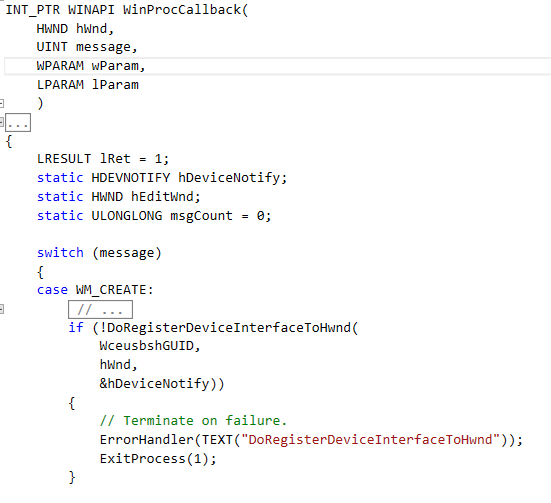 INT_PTR WINAPI WinProcCallback(
    HWND hWnd,
    UINT message,
    WPARAM wParam,
    LPARAM lParam
    )
...
{
    LRESULT lRet = 1;
    static HDEVNOTIFY hDeviceNotify;
    static HWND hEditWnd;
    static ULONGLONG msgCount = 0;

    switch (message)
    {
    case WM_CREATE:
        // ...
        if (!DoRegisterDeviceInterfaceToHwnd(
            WceusbshGUID,
            hWnd,
            &hDeviceNotify))
        {
            // Terminate on failure.
            ErrorHandler(TEXT("DoRegisterDeviceInterfaceToHwnd"));
            ExitProcess(1);
        }